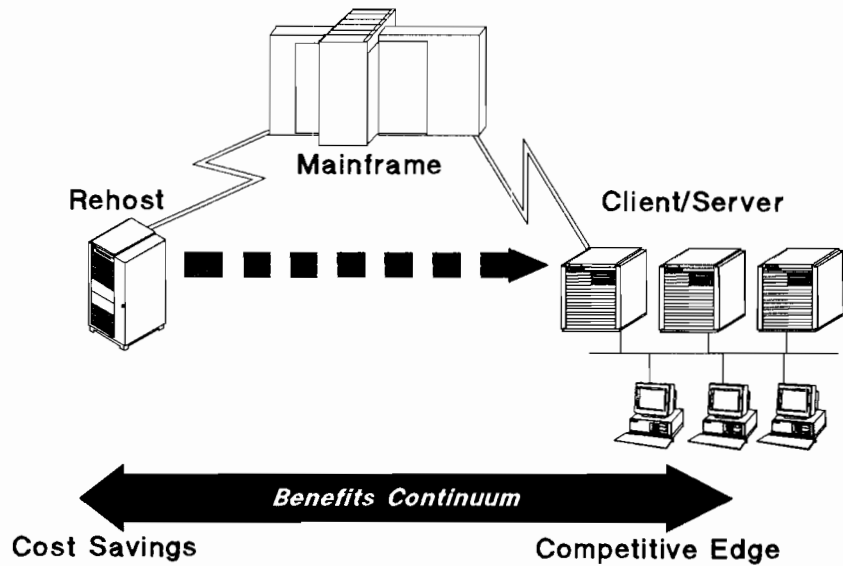 Mainframe
Rehost
Client/Server
Benefits Continuum
Cost Savings
Competitive Edge